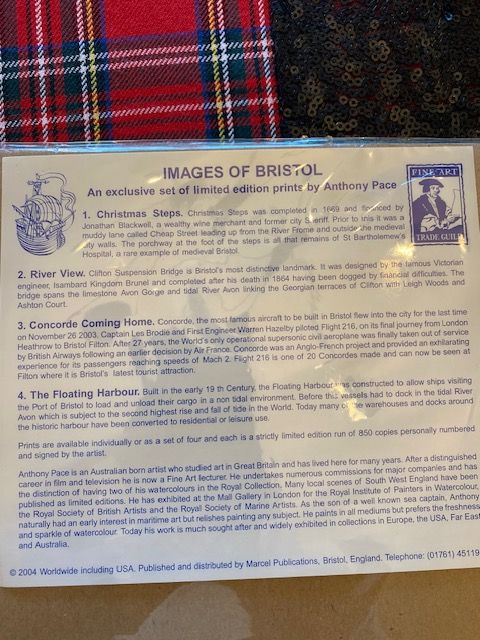 IMAGES OF BRISTOL
An exclusive set of limited edition prints by Anthony Pace
FINE ART
TRADE GUILD
1. Christmas Steps. Christmas Steps was completed in 1669 and financed by
Jonathan Blackwell, a wealthy wine merchant and former city Sheriff. Prior to this it was a
muddy lane called Cheap Street leading up from the River Frome and outside the medieval
city walls. The porchway at the foot of the steps is all that remains of St Bartholemew's
Hospital, a rare example of medieval Bristol.
2. River View. Clifton Suspension Bridge is Bristol's most distinctive landmark. It was designed by the famous Victorian
engineer, Isambard Kingdom Brunel and completed after his death in 1864 having been dogged by financial difficulties. The
bridge spans the limestone Avon Gorge and tidal River Avon linking the Georgian terraces of Clifton with Leigh Woods and
Ashton Court.
3. Concorde Coming Home. Concorde, the most famous aircraft to be built in Bristol flew into the city for the last time
on November 26 2003. Captain Les Brodie and First Engineer Warren Hazelby piloted Flight 216, on its final journey from London
Heathrow to Bristol Filton. After 27 years, the World's only operational supersonic civil aeroplane was finally taken out of service
by British Airways following an earlier decision by Air France. Concorde was an Anglo-French project and provided an exhilarating
experience for its passengers reaching speeds of Mach 2. Flight 216 is one of 20 Concordes made and can now be seen at
Filton where it is Bristol's latest tourist attraction.
4. The Floating Harbour. Built in the early 19 th Century, the Floating Harbour was constructed to allow ships visiting
the Port of Bristol to load and unload their cargo in a non tidal environment. Before this vessels had to dock in the tidal River
Avon which is subject to the second highest rise and fall of tide in the World. Today many of the warehouses and docks around
the historic harbour have been converted to residential or leisure use.
Prints are available individually or as a set of four and each is a strictly limited edition run of 850 copies personally numbered
and signed by the artist.
Anthony Pace is an Australian born artist who studied art in Great Britain and has lived here for many years. After a distinguished
career in film and television he is now a Fine Art lecturer. He undertakes numerous commissions for major companies and has
the distinction of having two of his watercolours in the Royal Collection. Many local scenes of South West England have been
published as limited editions. He has exhibited at the Mall Gallery in London for the Royal Institute of Painters in Watercolour,
the Royal Society of British Artists and the Royal Society of Marine Artists. As the son of a well known sea captain, Anthony
naturally had an early interest in maritime art but relishes painting any subject. He paints in all mediums but prefers the freshness
and sparkle of watercolour. Today his work is much sought after and widely exhibited in collections in Europe, the USA, Far East
and Australia.
© 2004 Worldwide including USA. Published and distributed by Marcel Publications, Bristol, England. Telephone: (01761) 45119